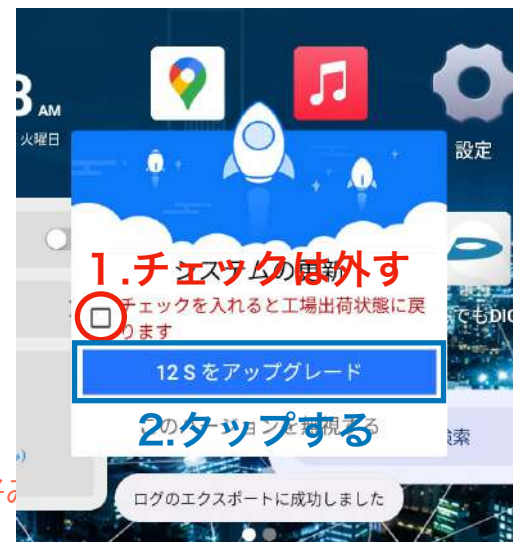 AM
火曜日
設定
1.チェックは外す
システムの更新
チェックを入れると工場出荷状態に戻
ります
でもDIC
12 S をアップグレード
このバージョンを無視する
2.タップする
検索
ログのエクスポートに成功しました